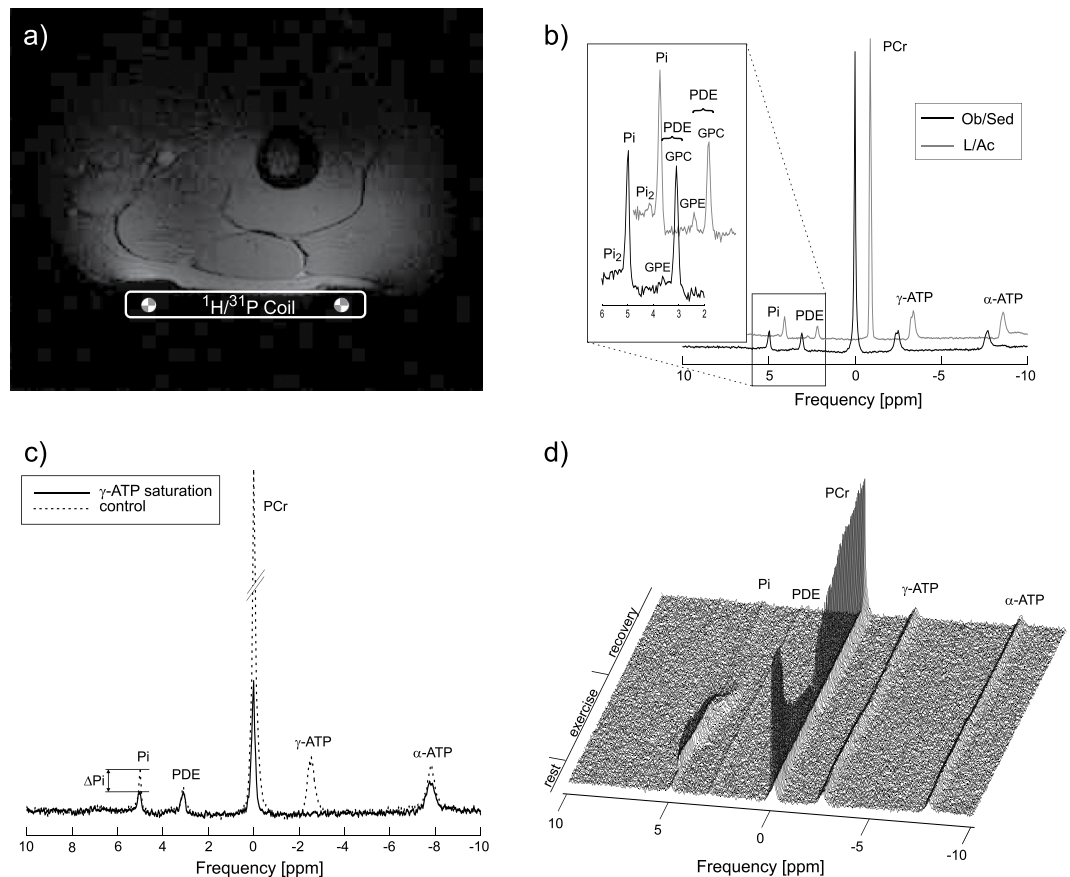 a)
¹H/³¹P Coil
b)
PCr
Ob/Sed
L/Ac
Pi
PDE
Pi
PDE
GPC
GPC
Pi₂
GPE
Pi₂
GPE
6 5 4 3 2
Pi PDE
γ-ATP
α-ATP
10 5 0 -5 -10
Frequency [ppm]
c)
γ-ATP saturation
control
PCr
Pi
ΔPi
PDE
γ-ATP
α-ATP
10 8 6 4 2 0 -2 -4 -6 -8 -10
Frequency [ppm]
d)
PCr
Pi
PDE
γ-ATP
α-ATP
recovery
exercise
rest
10 5 0 -5 -10
Frequency [ppm]